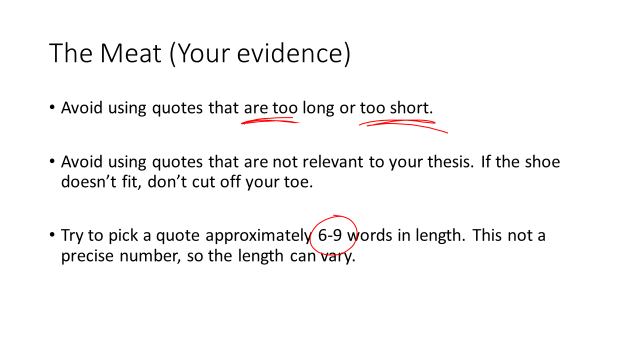 The Meat (Your evidence)
• Avoid using quotes that are too long or too short.
• Avoid using quotes that are not relevant to your thesis. If the shoe
doesn’t fit, don’t cut off your toe.
• Try to pick a quote approximately 6-9 words in length. This not a
precise number, so the length can vary.